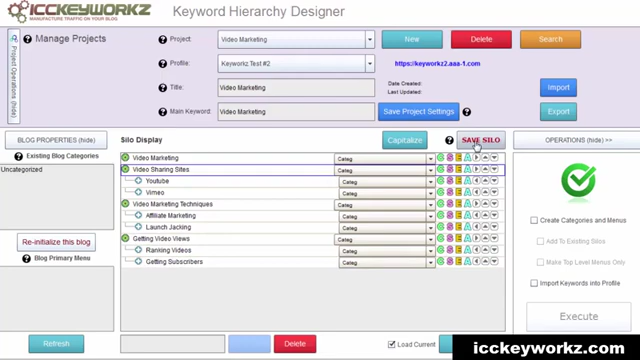 iccKEYWORKZ
MANUFACTURE TRAFFIC ON YOUR BLOG
Keyword Hierarchy Designer
Project Operations (hide)
Manage Projects
Project:
Video Marketing
New
Delete
Search
Profile:
Keyworkz Test #2
https://keyworkz2.aaa-1.com
Title:
Video Marketing
Date Created:
Last Updated:
Import
Main Keyword:
Video Marketing
Save Project Settings
Export
BLOG PROPERTIES (hide)
Silo Display
Capitalize
SAVE SILO
OPERATIONS (hide) >>
Existing Blog Categories
Uncategorized
Video Marketing
Categ
Video Sharing Sites
Categ
Youtube
Categ
Vimeo
Categ
Video Marketing Techniques
Categ
Affiliate Marketing
Categ
Launch Jacking
Categ
Getting Video Views
Categ
Ranking Videos
Categ
Getting Subscribers
Categ
Re-initialize this blog
Blog Primary Menu
Create Categories and Menus
Add To Existing Silos
Make Top Level Menus Only
Import Keywords into Profile
Execute
Refresh
Delete
Load Current
icckeyworkz.com